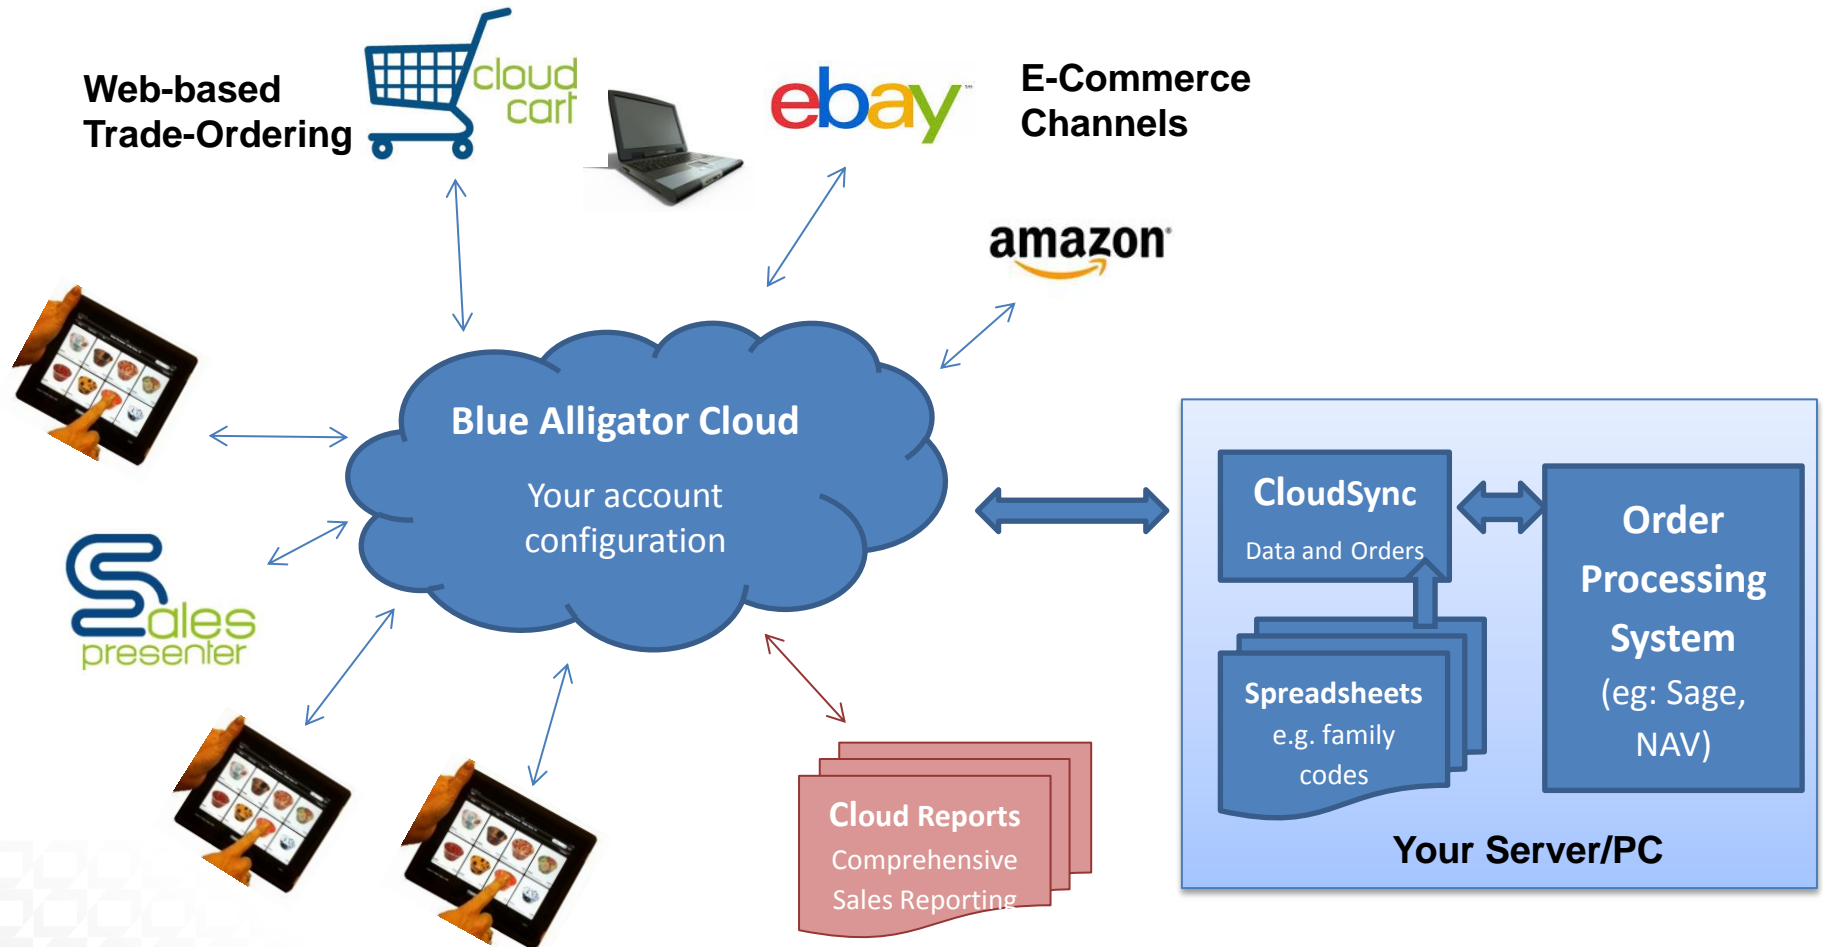 Web-based
Trade-Ordering
cloud
cart
ebay™
E-Commerce
Channels
amazon®
Blue Alligator Cloud
Your account
configuration
Sales
presenter
CloudSync
Data and Orders
Spreadsheets
e.g. family
codes
Order
Processing
System
(eg: Sage,
NAV)
Your Server/PC
Cloud Reports
Comprehensive
Sales Reporting